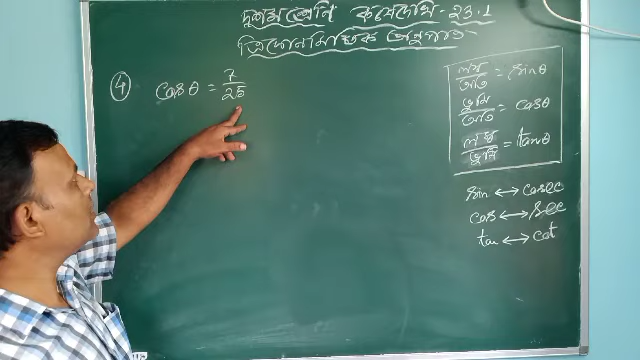 দশম শ্রেনি কষেদেখি - 23.1
ত্রিকোনমিতিক অনুপাত
④ cosθ = 7/25
লম্ব/অতি = sinθ
ভূমি/অতি = cosθ
লম্ব/ভূমি = tanθ
sin ↔ cosec
cos ↔ sec
tan ↔ cot